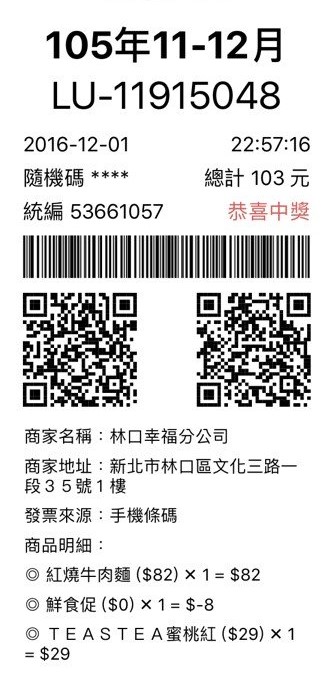 105年11-12月
LU-11915048
2016-12-01 22:57:16
隨機碼 **** 總計 103 元
統編 53661057 恭喜中獎
商家名稱：林口幸福分公司
商家地址：新北市林口區文化三路一
段３５號１樓
發票來源：手機條碼
商品明細：
◎ 紅燒牛肉麵 ($82) × 1 = $82
◎ 鮮食促 ($0) × 1 = $-8
◎ ＴＥＡＳＴＥＡ蜜桃紅 ($29) × 1
= $29